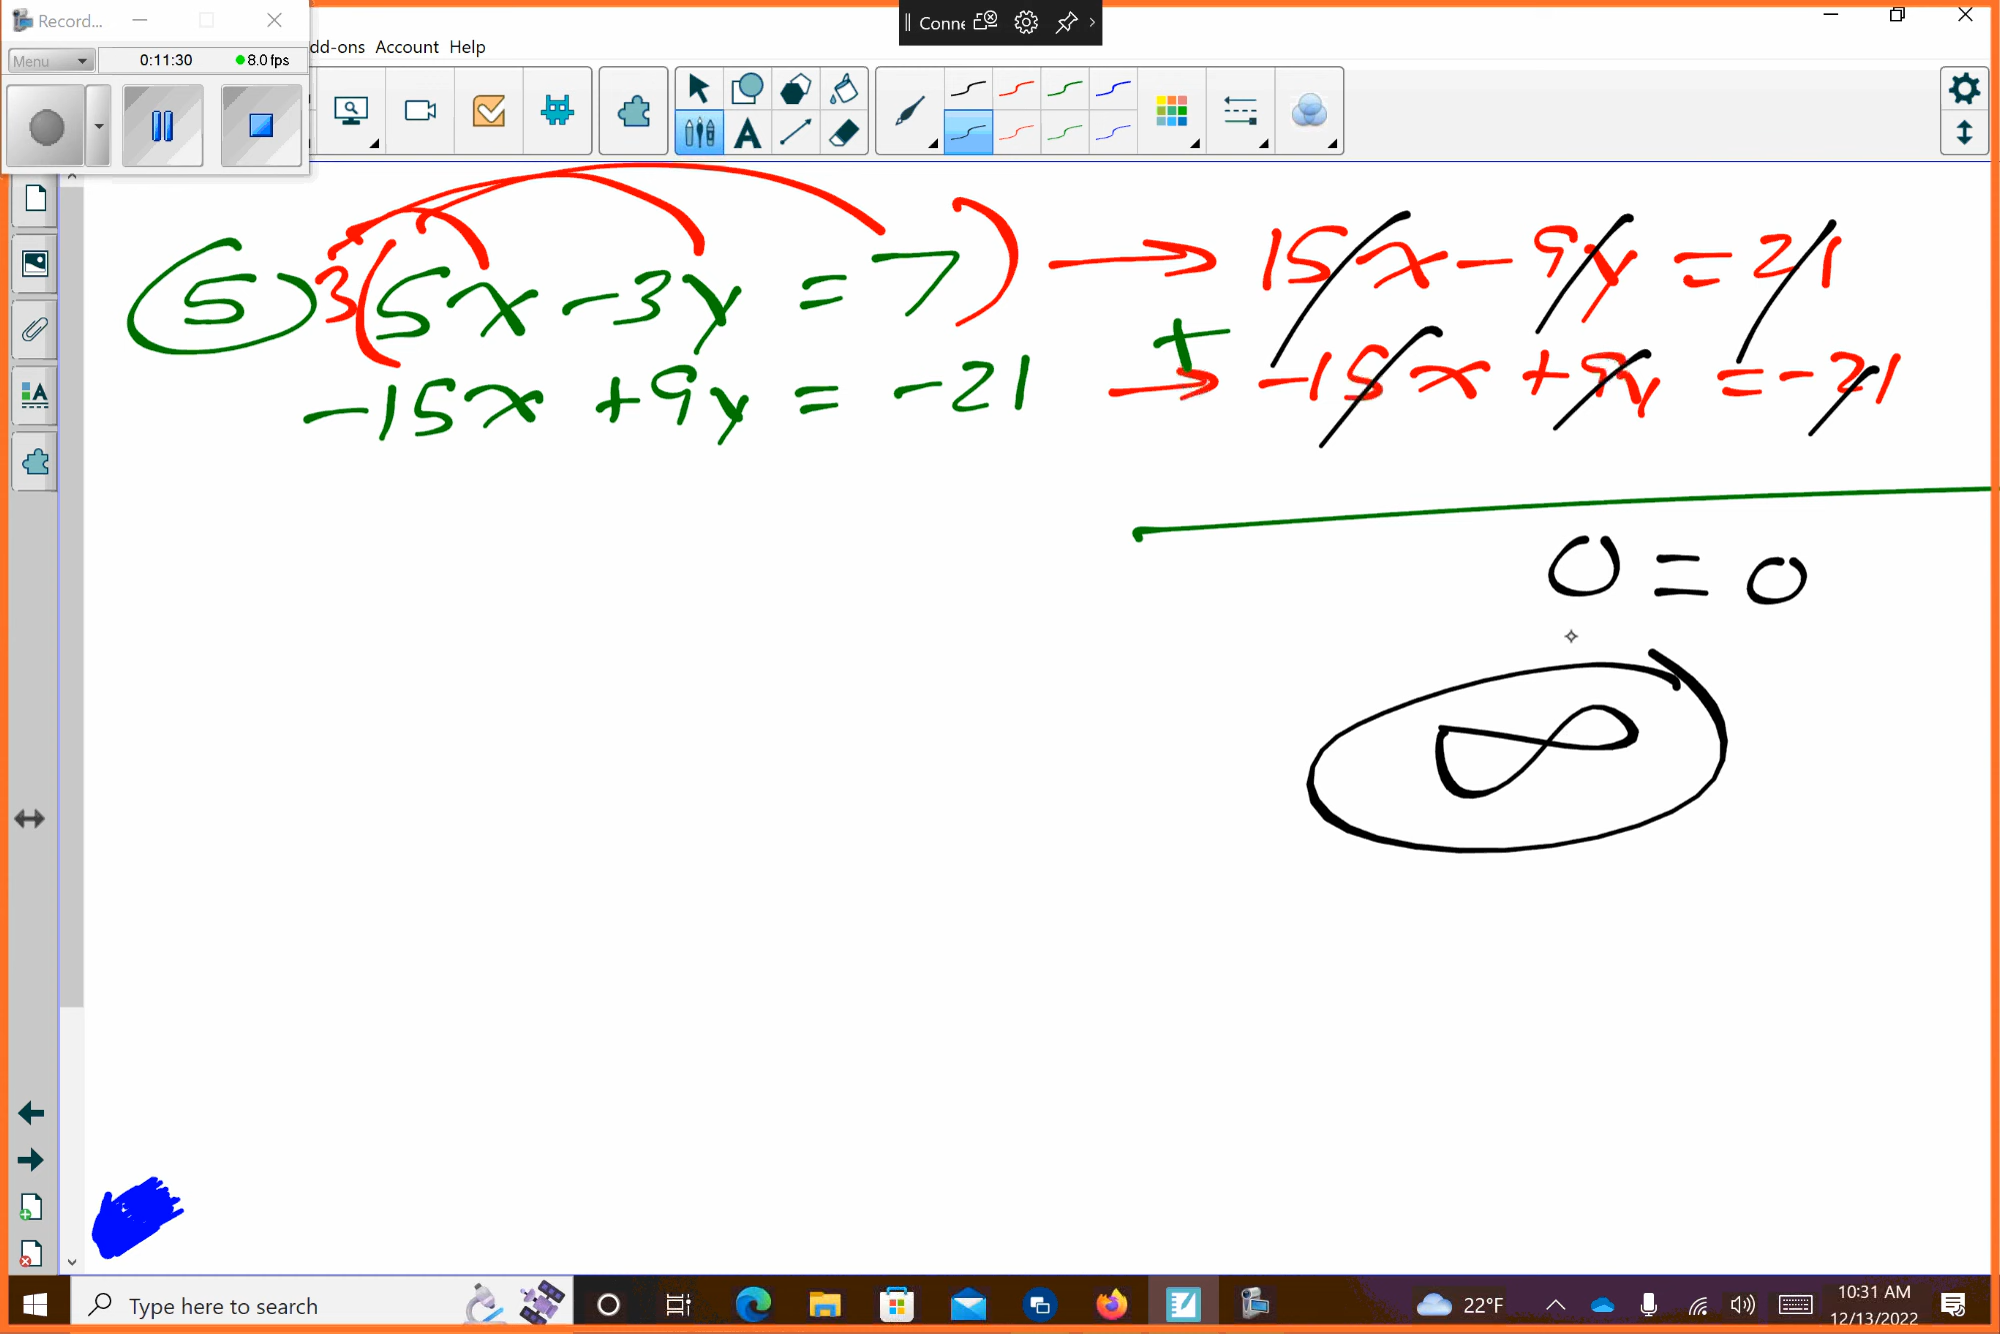 Record...
Conne
Menu
0:11:30
8.0 fps
dd-ons Account Help
A
A
5) 3(5x - 3y = 7) → 15x - 9y = 21
+
-15x + 9y = -21 → -15x + 9y = -21
0 = 0
∞
Type here to search
22°F
10:31 AM
12/13/2022